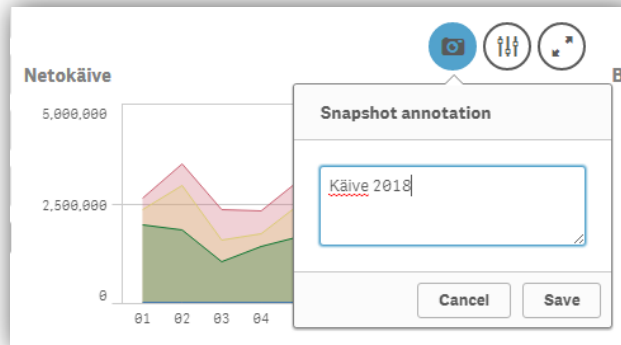 Netokäive
B
5,000,000
2,500,000
0
01 02 03 04
Snapshot annotation
Käive 2018
Cancel Save